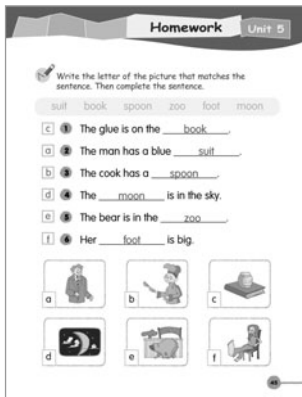 Homework Unit 5
Write the letter of the picture that matches the
sentence. Then complete the sentence.
suit book spoon zoo foot moon
c 1 The glue is on the book.
a 2 The man has a blue suit.
b 3 The cook has a spoon.
d 4 The moon is in the sky.
e 5 The bear is in the zoo.
f 6 Her foot is big.
a b c
d e f
45